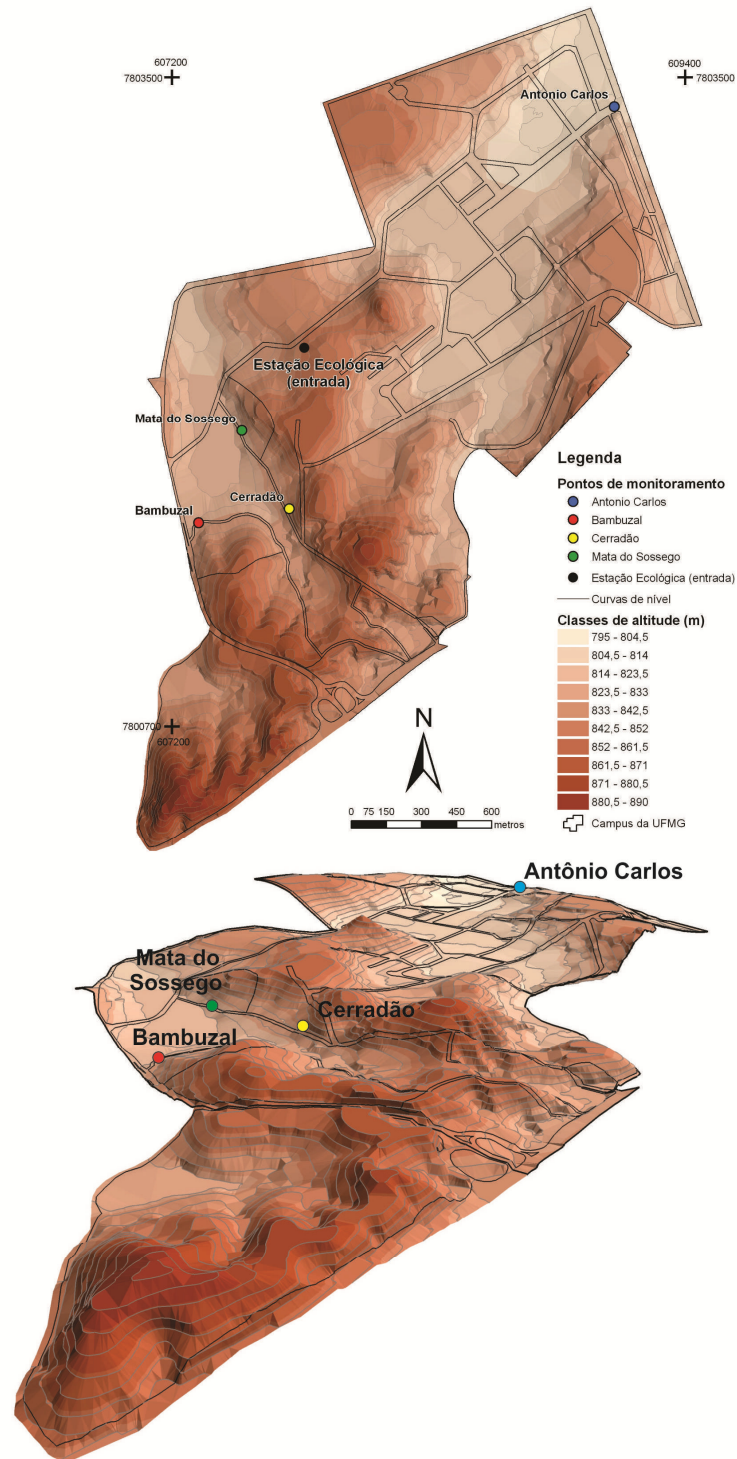 607200
7803500
609400
7803500
Antonio Carlos
Estação Ecológica
(entrada)
Mata do Sossego
Cerradão
Bambuzal
Legenda
Pontos de monitoramento
Antonio Carlos
Bambuzal
Cerradão
Mata do Sossego
Estação Ecológica (entrada)
Curvas de nível
Classes de altitude (m)
795 - 804,5
804,5 - 814
814 - 823,5
823,5 - 833
833 - 842,5
842,5 - 852
852 - 861,5
861,5 - 871
871 - 880,5
880,5 - 890
Campus da UFMG
7800700
607200
N
0 75 150 300 450 600
metros
Antônio Carlos
Mata do
Sossego
Cerradão
Bambuzal